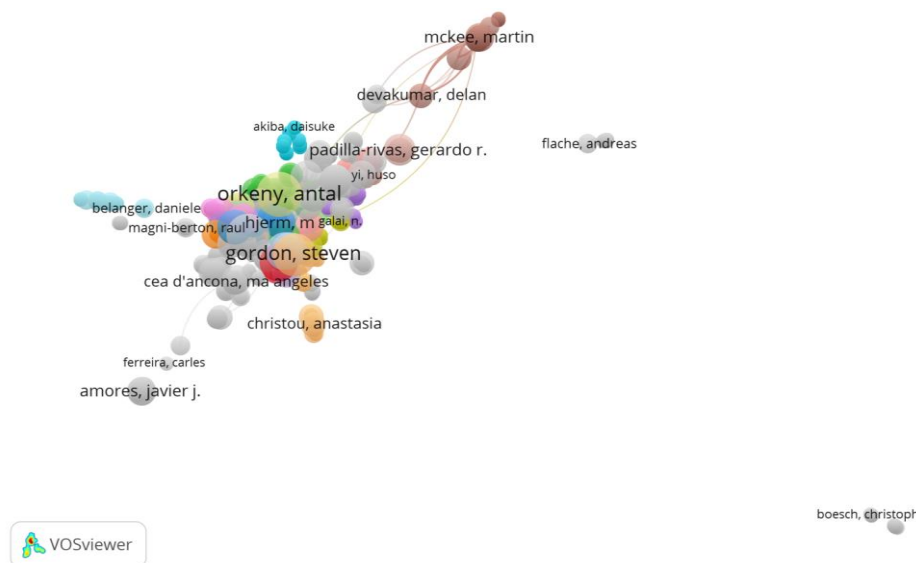 mckee, martin
devakumar, delan
akiba, daisuke
padilla-rivas, gerardo r.
flache, andreas
yi, huso
orkeny, antal
belanger, daniele
magni-berton, raul
hjerm, m
galai, n.
gordon, steven
cea d'ancona, ma angeles
christou, anastasia
ferreira, carles
amores, javier j.
boesch, christoph
VOSviewer